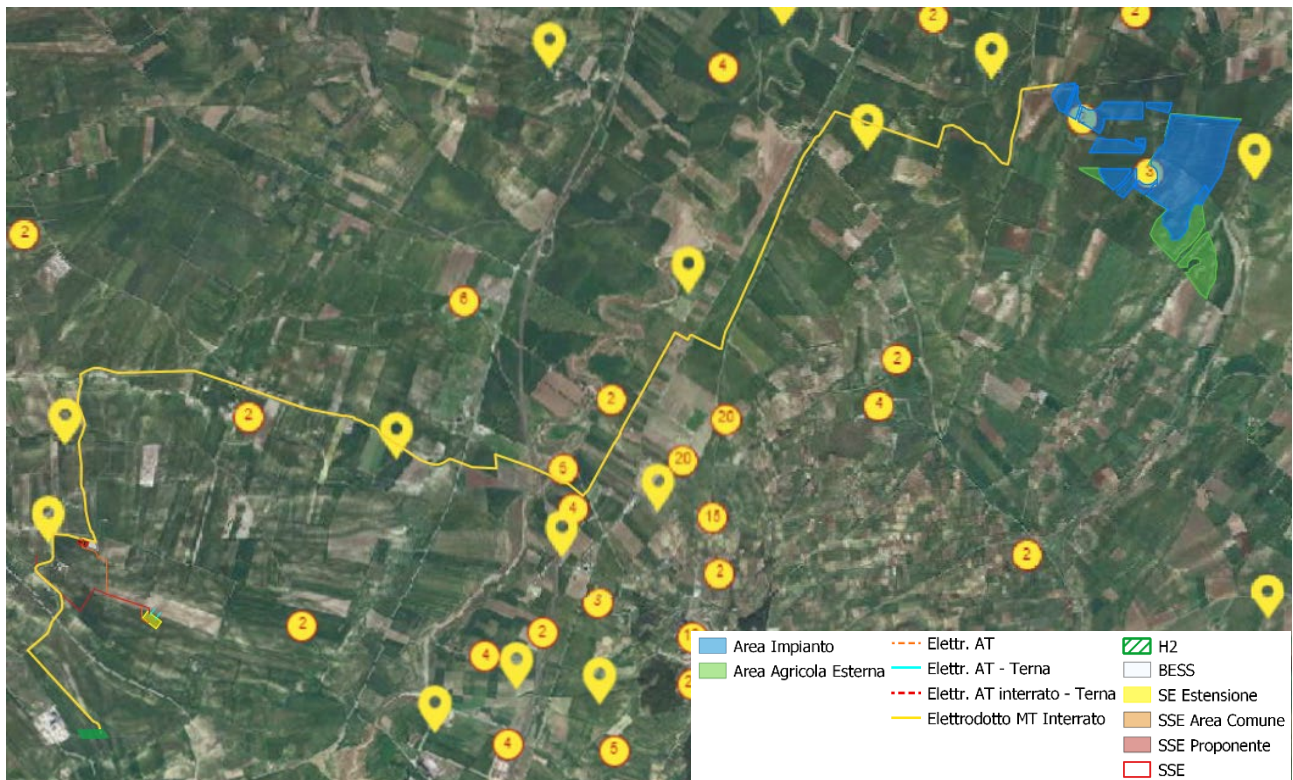 2
2
4
2
6
2
2
4
2
20
20
6
4
15
2
2
3
2
2
4
4
5
Area Impianto
Area Agricola Esterna
Elettr. AT
Elettr. AT - Terna
Elettr. AT interrato - Terna
Elettrodotto MT Interrato
H2
BESS
SE Estensione
SSE Area Comune
SSE Proponente
SSE